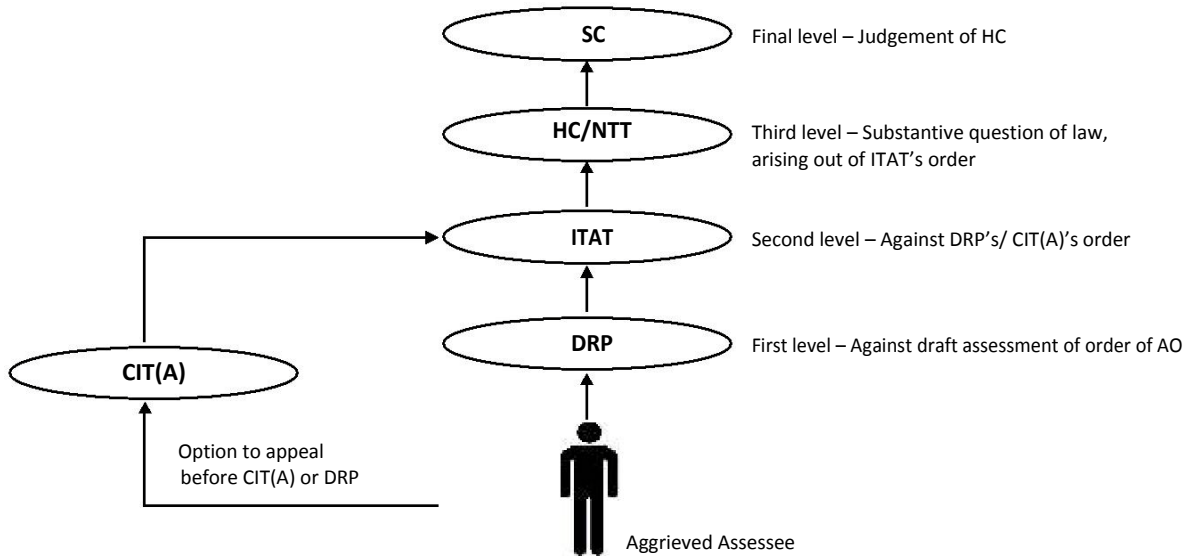 SC
Final level – Judgement of HC
HC/NTT
Third level – Substantive question of law,
arising out of ITAT's order
ITAT
Second level – Against DRP's/ CIT(A)'s order
DRP
First level – Against draft assessment of order of AO
CIT(A)
Option to appeal
before CIT(A) or DRP
Aggrieved Assessee